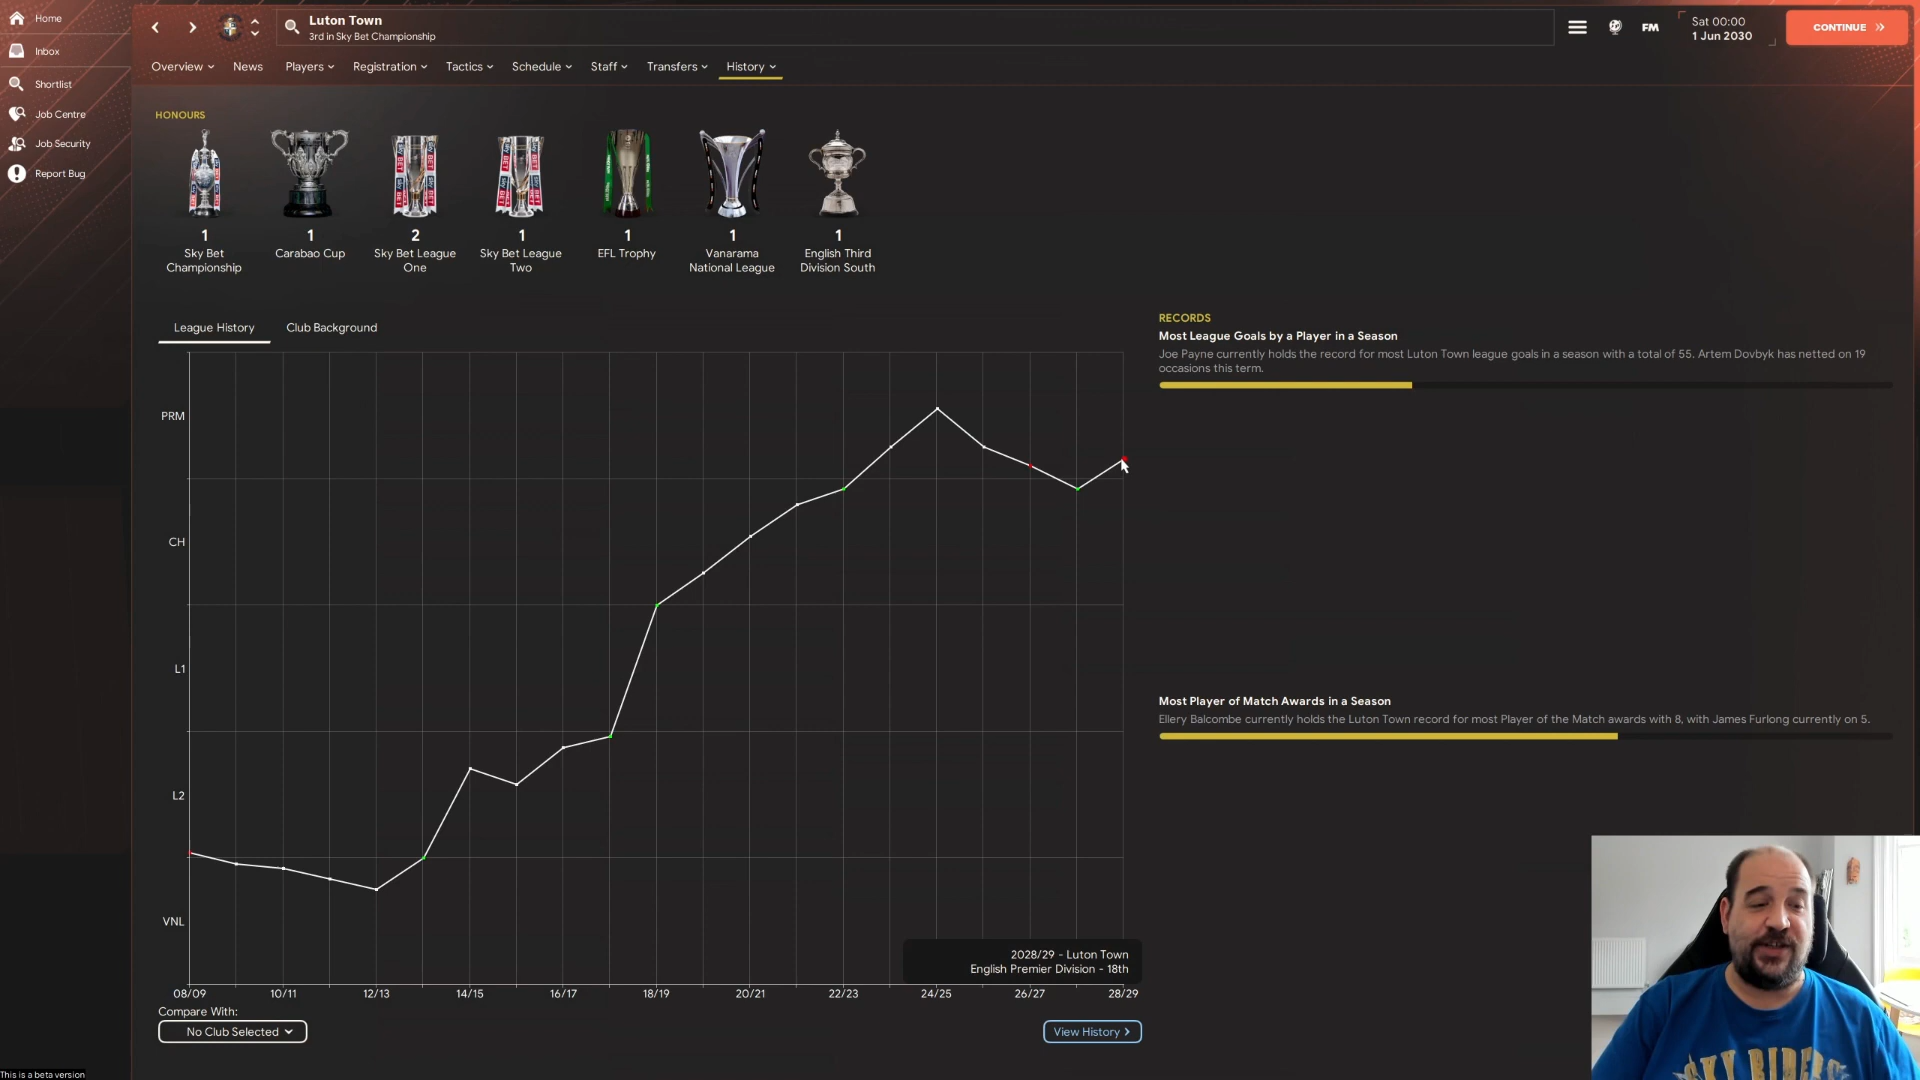 Home
Inbox
Shortlist
Job Centre
Job Security
Report Bug
Luton Town
3rd in Sky Bet Championship
FM
Sat 00:00
1 Jun 2030
CONTINUE
Overview
News
Players
Registration
Tactics
Schedule
Staff
Transfers
History
HONOURS
1
Sky Bet
Championship
1
Carabao Cup
2
Sky Bet League
One
1
Sky Bet League
Two
1
EFL Trophy
1
Vanarama
National League
1
English Third
Division South
League History
Club Background
PRM
CH
L1
L2
VNL
08/09
10/11
12/13
14/15
16/17
18/19
20/21
22/23
24/25
26/27
28/29
2028/29 - Luton Town
English Premier Division - 18th
Compare With:
No Club Selected
View History
RECORDS
Most League Goals by a Player in a Season
Joe Payne currently holds the record for most Luton Town league goals in a season with a total of 55. Artem Dovbyk has netted on 19
occasions this term.
Most Player of Match Awards in a Season
Ellery Balcombe currently holds the Luton Town record for most Player of the Match awards with 8, with James Furlong currently on 5.
This is a beta version